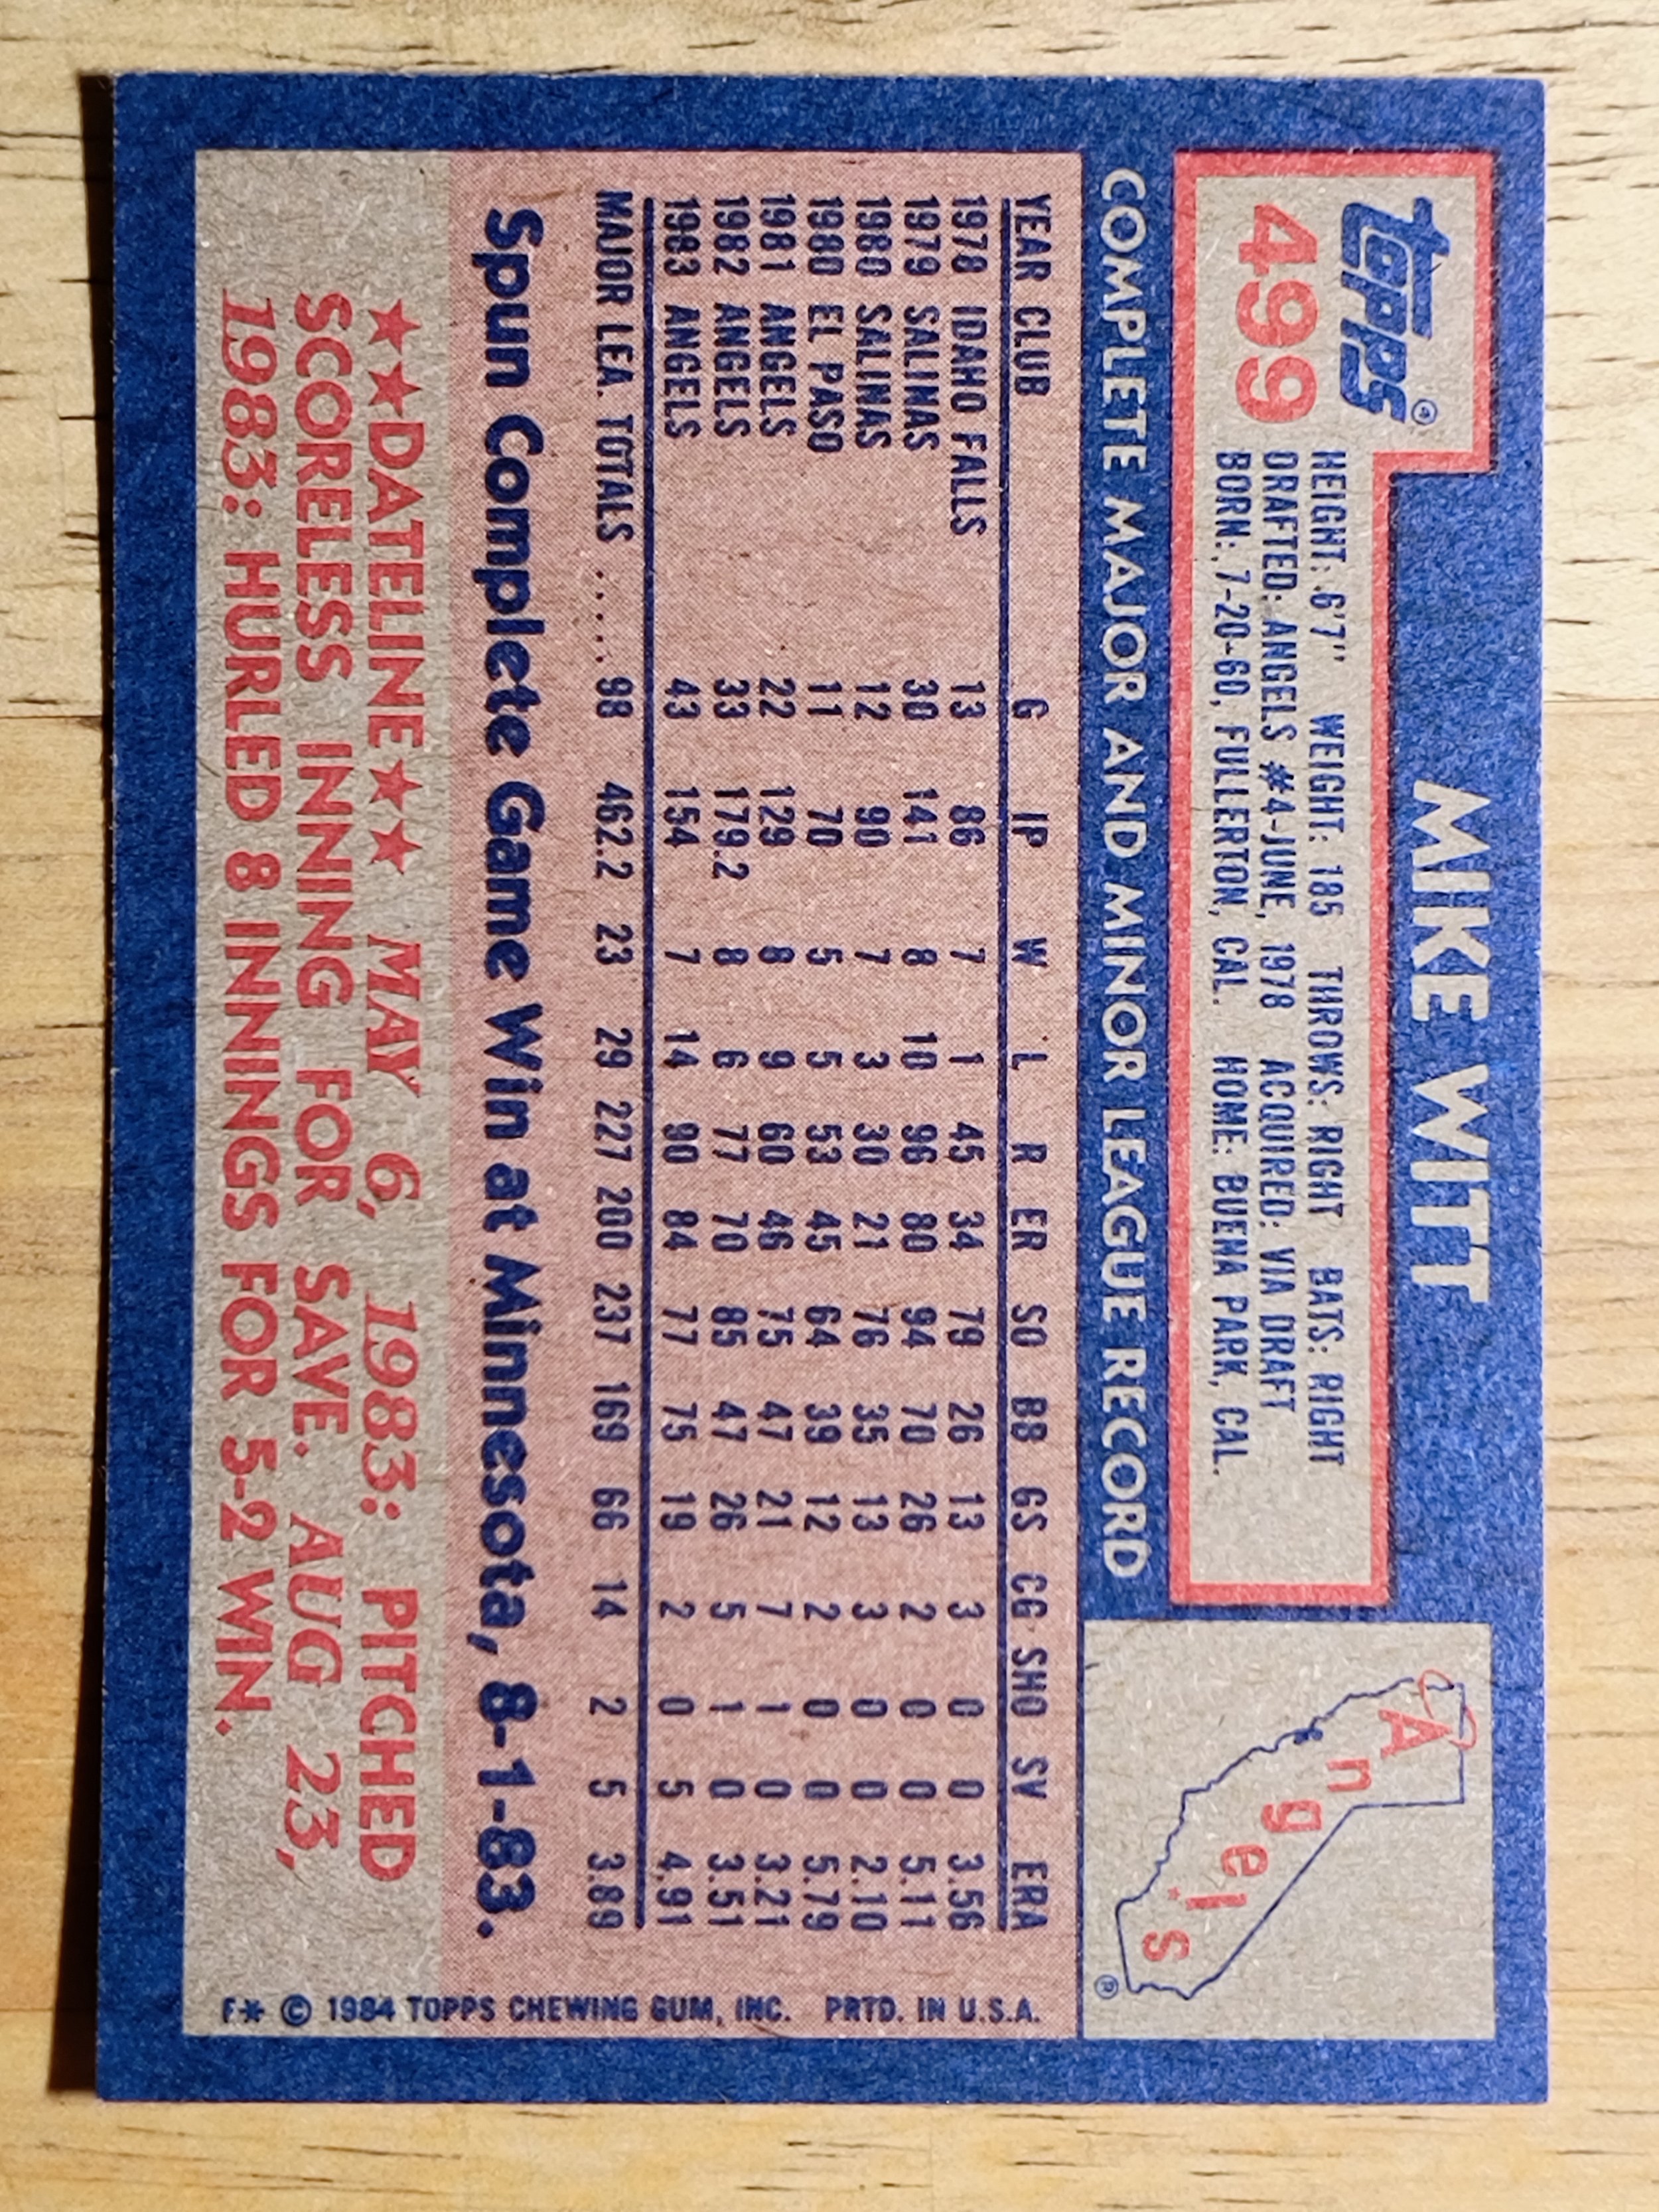 MIKE WITT
Topps®
499
HEIGHT: 6'7" WEIGHT: 185 THROWS: RIGHT BATS: RIGHT
DRAFTED: ANGELS #4-JUNE, 1978 ACQUIRED: VIA DRAFT
BORN: 7-20-60, FULLERTON, CAL. HOME: BUENA PARK, CAL.
Angels
®
COMPLETE MAJOR AND MINOR LEAGUE RECORD
YEAR CLUB G IP W L R ER SO BB GS CG SHO SV ERA
1978 IDAHO FALLS 13 86 7 1 45 34 79 26 13 3 0 0 3.56
1979 SALINAS 30 141 8 10 96 80 94 70 26 2 0 0 5.11
1980 SALINAS 12 90 7 3 30 21 76 35 13 3 0 0 2.10
1980 EL PASO 11 70 5 5 53 45 64 39 12 2 0 0 5.79
1981 ANGELS 22 129 8 9 60 46 75 47 21 7 1 0 3.21
1982 ANGELS 33 179.2 8 6 77 70 85 47 26 5 1 0 3.51
1983 ANGELS 43 154 7 14 90 84 77 75 19 2 0 5 4.91
MAJOR LEA. TOTALS ..... 98 462.2 23 29 227 200 237 169 66 14 2 5 3.89
Spun Complete Game Win at Minnesota, 8-1-83.
★★DATELINE★★ MAY 6, 1983: PITCHED
SCORELESS INNING FOR SAVE. AUG 23,
1983: HURLED 8 INNINGS FOR 5-2 WIN.
F* © 1984 TOPPS CHEWING GUM, INC. PRTD. IN U.S.A.